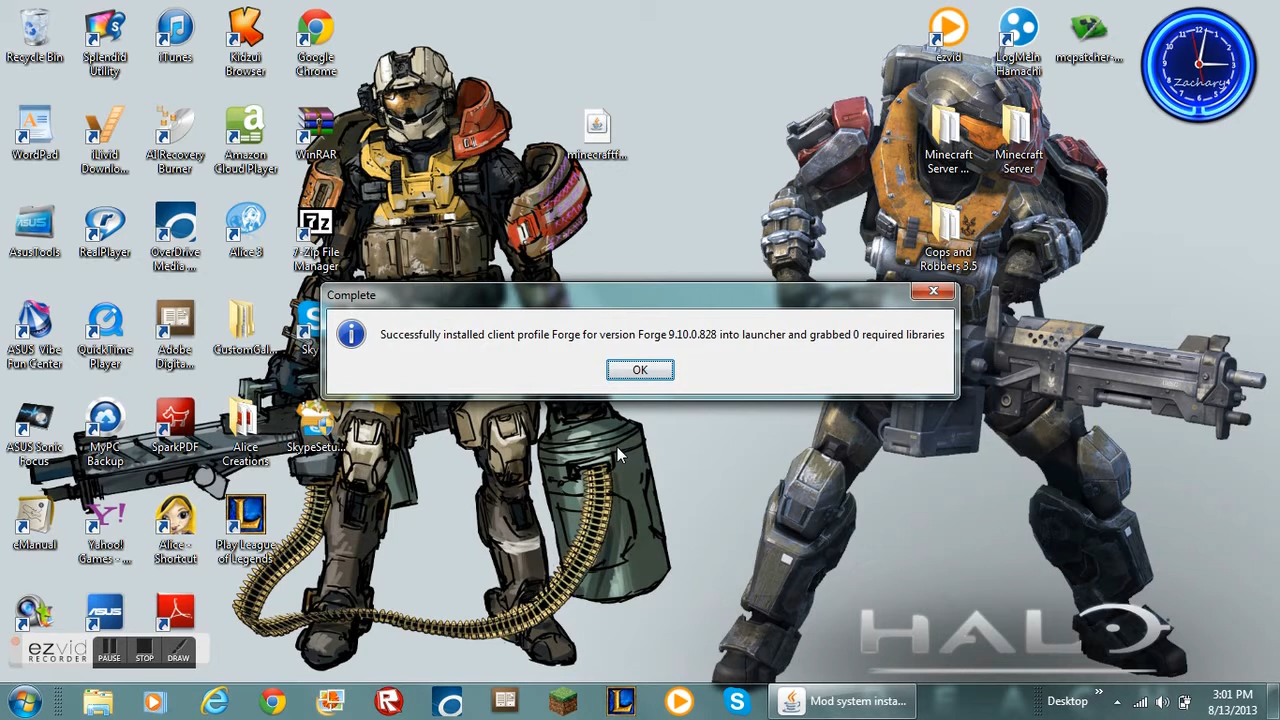 Recycle Bin
Splendid
Utility
iTunes
Kidzui
Browser
Google
Chrome
ezvid
LogMeIn
Hamachi
mcpatcher-...
Zachary
WordPad
iLivid
Downlo...
AIRecovery
Burner
Amazon
Cloud Player
WinRAR
minecraftf...
Minecraft
Server ...
Minecraft
Server
AsusTools
RealPlayer
OverDrive
Media ...
Alice 3
7-Zip File
Manager
Cops and
Robbers 3.5
Complete
Successfully installed client profile Forge for version Forge 9.10.0.828 into launcher and grabbed 0 required libraries
OK
ASUS Vibe
Fun Center
QuickTime
Player
Adobe
Digita...
CustomGal...
Sky
ASUS Sonic
Focus
MyPC
Backup
SparkPDF
Alice
Creations
SkypeSetu...
eManual
Yahoo!
Games - ...
Alice -
Shortcut
Play League
of Legends
HALO
ezvid
RECORDER
PAUSE
STOP
DRAW
Mod system insta...
Desktop
3:01 PM
8/13/2013